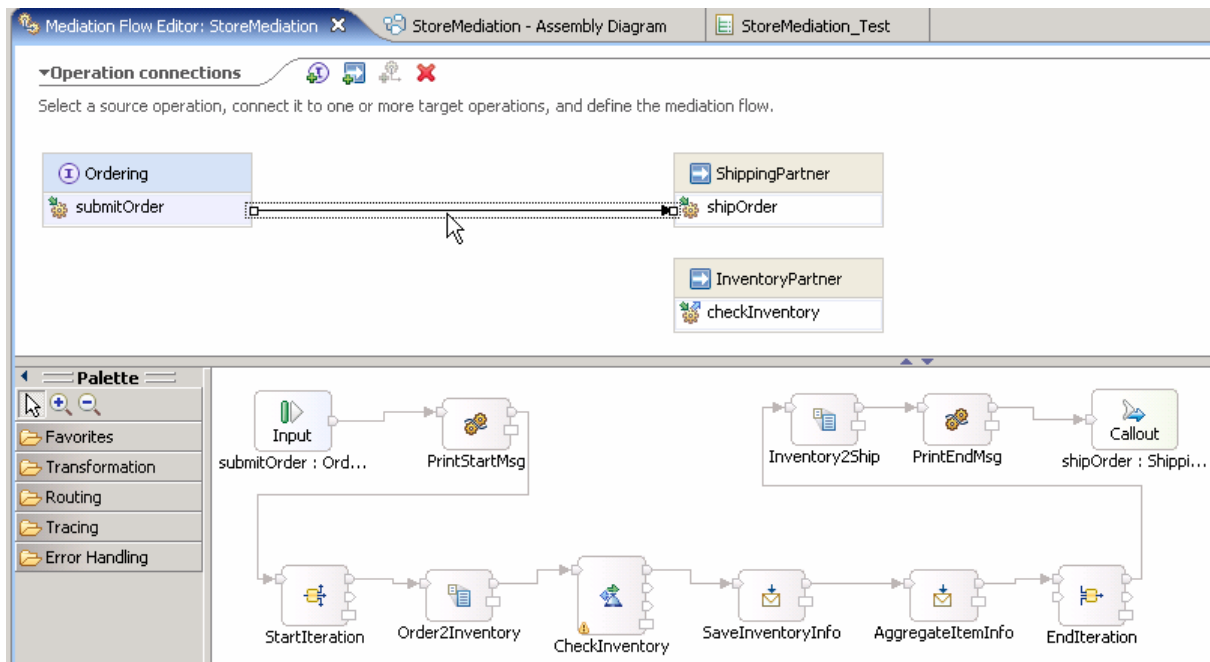 Mediation Flow Editor: StoreMediation
StoreMediation - Assembly Diagram
StoreMediation_Test
Operation connections
Select a source operation, connect it to one or more target operations, and define the mediation flow.
Ordering
submitOrder
ShippingPartner
shipOrder
InventoryPartner
checkInventory
Palette
Favorites
Transformation
Routing
Tracing
Error Handling
Input
submitOrder : Ord...
PrintStartMsg
Inventory2Ship
PrintEndMsg
Callout
shipOrder : Shippi...
StartIteration
Order2Inventory
CheckInventory
SaveInventoryInfo
AggregateItemInfo
EndIteration